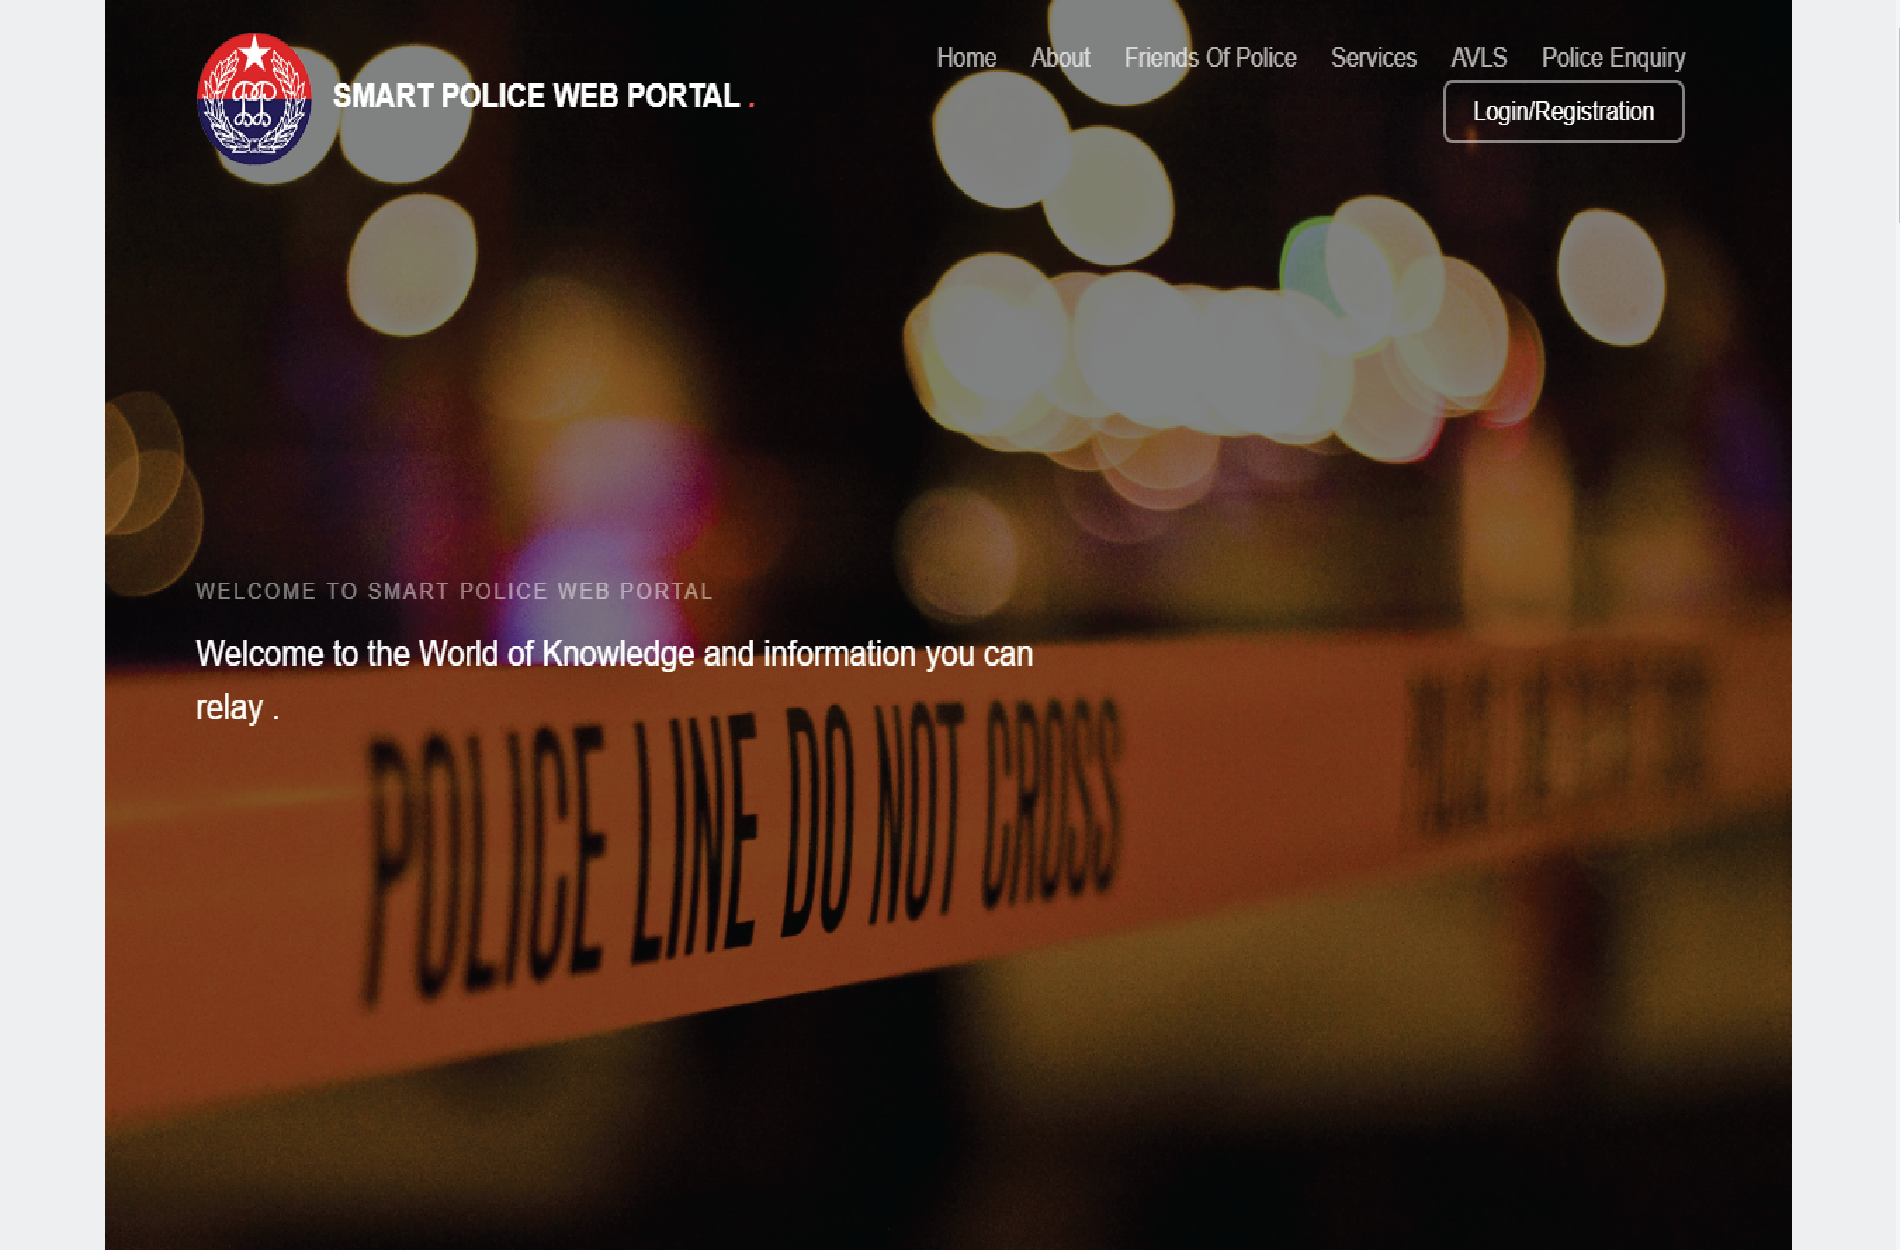 Home About Friends Of Police Services AVLS Police Enquiry
SMART POLICE WEB PORTAL .
Login/Registration
WELCOME TO SMART POLICE WEB PORTAL
Welcome to the World of Knowledge and information you can
relay .
POLICE LINE DO NOT CROSS